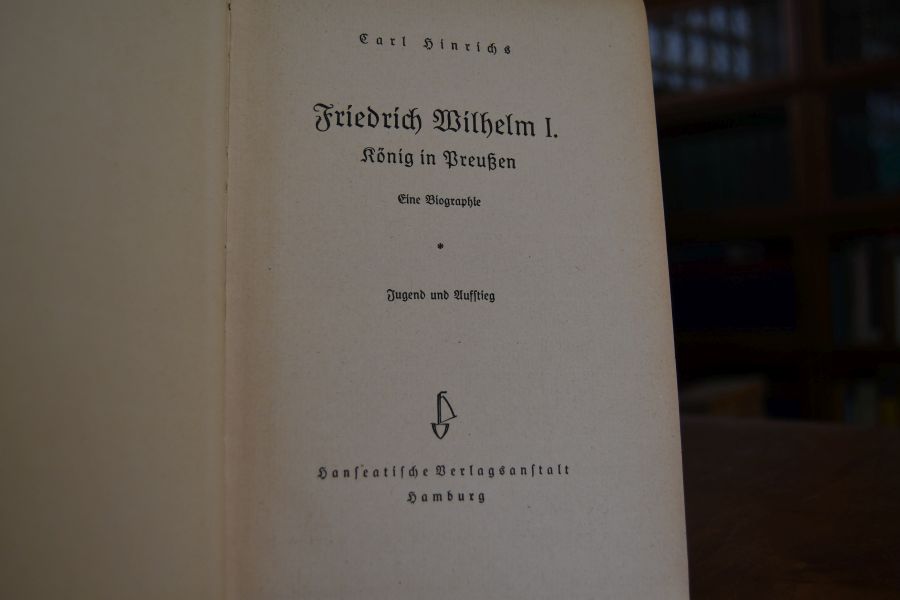 Carl Hinrichs
Friedrich Wilhelm I.
König in Preußen
Eine Biographie
*
Jugend und Aufstieg
Hanseatische Verlagsanstalt
Hamburg